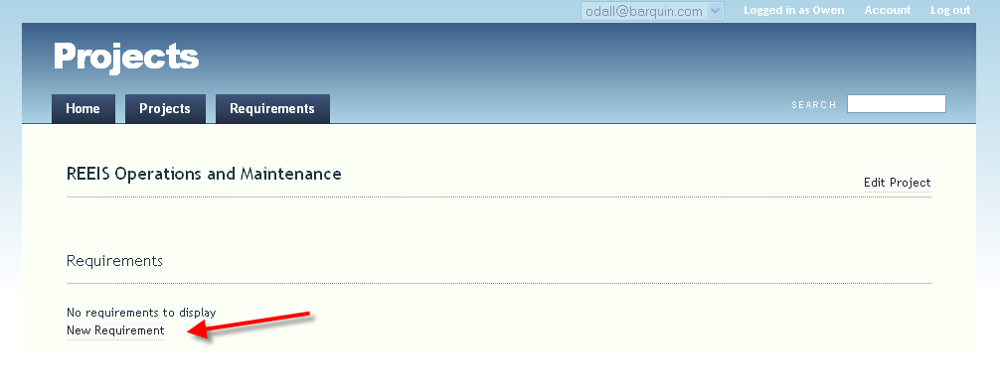 odall@barquin.com Logged in as Owen Account Log out
Projects
Home Projects Requirements SEARCH
REEIS Operations and Maintenance
Edit Project
Requirements
No requirements to display
New Requirement